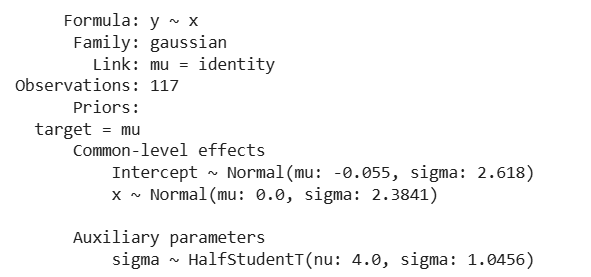 Formula: y ~ x
Family: gaussian
Link: mu = identity
Observations: 117
Priors:
target = mu
Common-level effects
Intercept ~ Normal(mu: -0.055, sigma: 2.618)
x ~ Normal(mu: 0.0, sigma: 2.3841)
Auxiliary parameters
sigma ~ HalfStudentT(nu: 4.0, sigma: 1.0456)